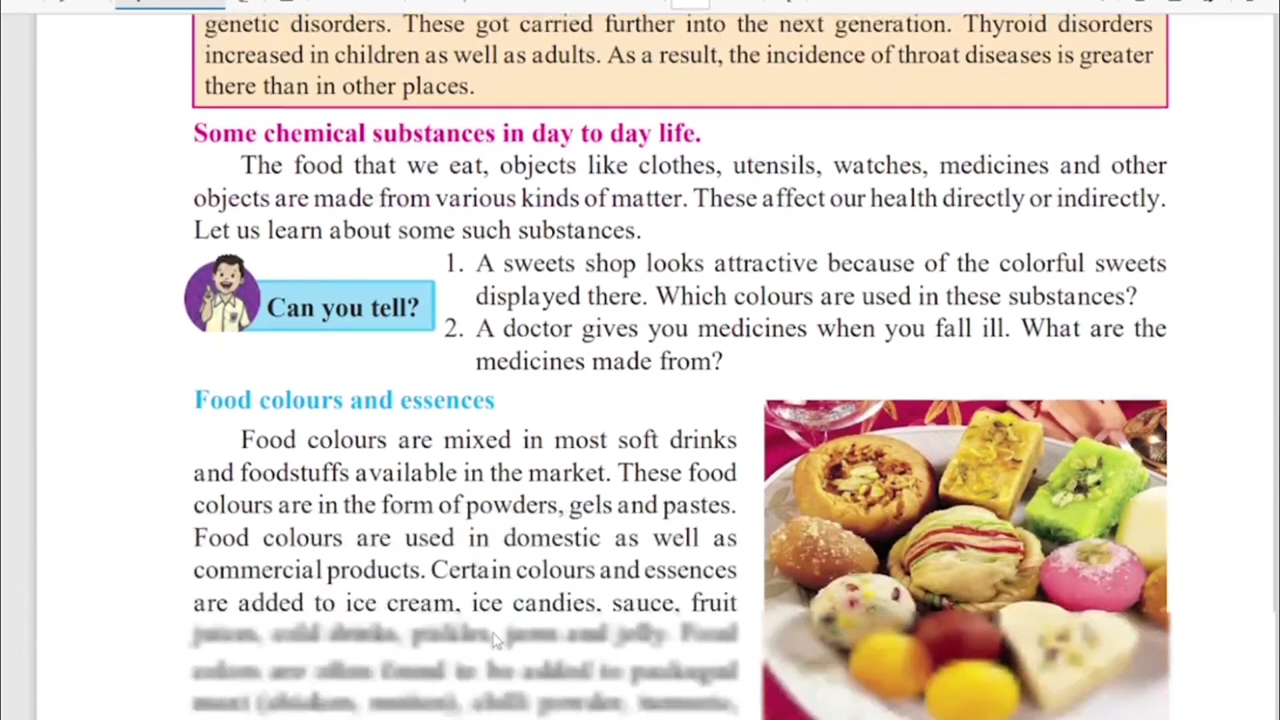 genetic disorders. These got carried further into the next generation. Thyroid disorders
increased in children as well as adults. As a result, the incidence of throat diseases is greater
there than in other places.
Some chemical substances in day to day life.
The food that we eat, objects like clothes, utensils, watches, medicines and other
objects are made from various kinds of matter. These affect our health directly or indirectly.
Let us learn about some such substances.
Can you tell?
1. A sweets shop looks attractive because of the colorful sweets
displayed there. Which colours are used in these substances?
2. A doctor gives you medicines when you fall ill. What are the
medicines made from?
Food colours and essences
Food colours are mixed in most soft drinks
and foodstuffs available in the market. These food
colours are in the form of powders, gels and pastes.
Food colours are used in domestic as well as
commercial products. Certain colours and essences
are added to ice cream, ice candies, sauce, fruit